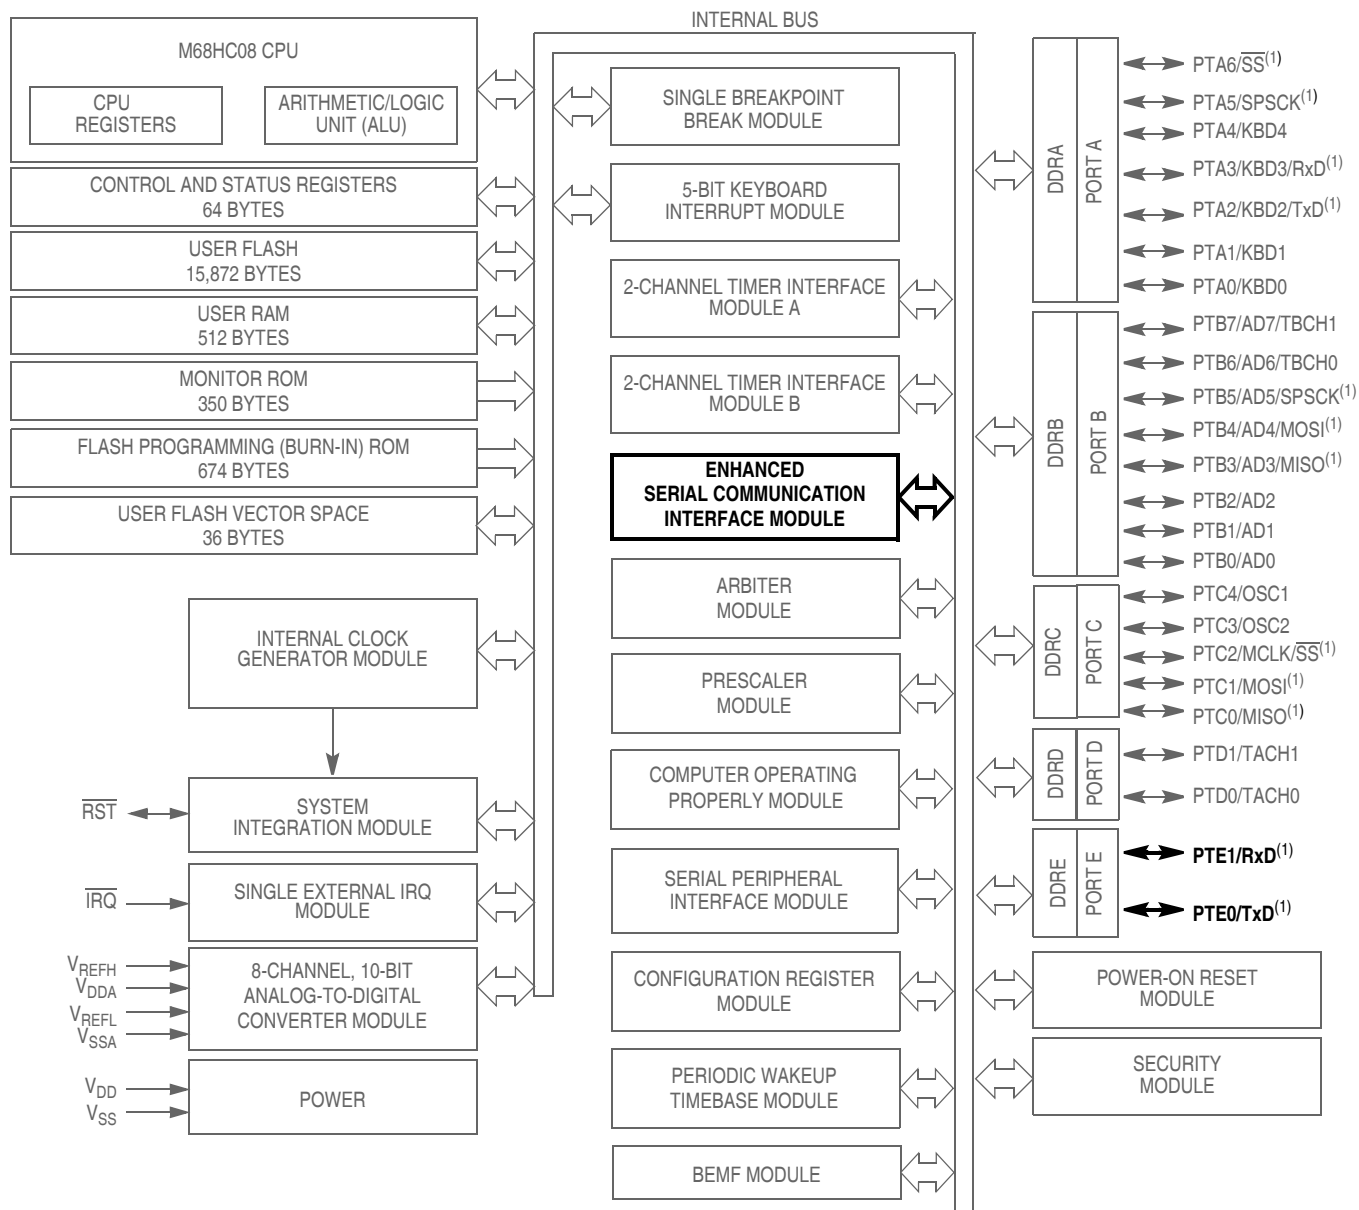 INTERNAL BUS
M68HC08 CPU
CPU
REGISTERS
ARITHMETIC/LOGIC
UNIT (ALU)
CONTROL AND STATUS REGISTERS
64 BYTES
USER FLASH
15,872 BYTES
USER RAM
512 BYTES
MONITOR ROM
350 BYTES
FLASH PROGRAMMING (BURN-IN) ROM
674 BYTES
USER FLASH VECTOR SPACE
36 BYTES
INTERNAL CLOCK
GENERATOR MODULE
RST
SYSTEM
INTEGRATION MODULE
IRQ
SINGLE EXTERNAL IRQ
MODULE
VREFH
VDDA
VREFL
VSSA
8-CHANNEL, 10-BIT
ANALOG-TO-DIGITAL
CONVERTER MODULE
VDD
VSS
POWER
SINGLE BREAKPOINT
BREAK MODULE
5-BIT KEYBOARD
INTERRUPT MODULE
2-CHANNEL TIMER INTERFACE
MODULE A
2-CHANNEL TIMER INTERFACE
MODULE B
ENHANCED
SERIAL COMMUNICATION
INTERFACE MODULE
ARBITER
MODULE
PRESCALER
MODULE
COMPUTER OPERATING
PROPERLY MODULE
SERIAL PERIPHERAL
INTERFACE MODULE
CONFIGURATION REGISTER
MODULE
PERIODIC WAKEUP
TIMEBASE MODULE
BEMF MODULE
DDRA
PORT A
PTA6/SS(1)
PTA5/SPSCK(1)
PTA4/KBD4
PTA3/KBD3/RxD(1)
PTA2/KBD2/TxD(1)
PTA1/KBD1
PTA0/KBD0
DDRB
PORT B
PTB7/AD7/TBCH1
PTB6/AD6/TBCH0
PTB5/AD5/SPSCK(1)
PTB4/AD4/MOSI(1)
PTB3/AD3/MISO(1)
PTB2/AD2
PTB1/AD1
PTB0/AD0
DDRC
PORT C
PTC4/OSC1
PTC3/OSC2
PTC2/MCLK/SS(1)
PTC1/MOSI(1)
PTC0/MISO(1)
DDRD
PORT D
PTD1/TACH1
PTD0/TACH0
DDRE
PORT E
PTE1/RxD(1)
PTE0/TxD(1)
POWER-ON RESET
MODULE
SECURITY
MODULE